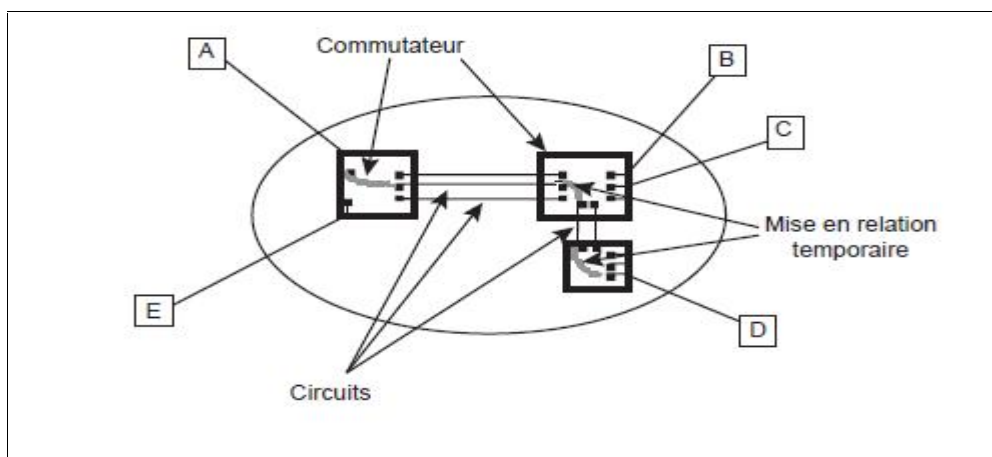 Commutateur
A
B
C
Mise en relation
temporaire
E
D
Circuits